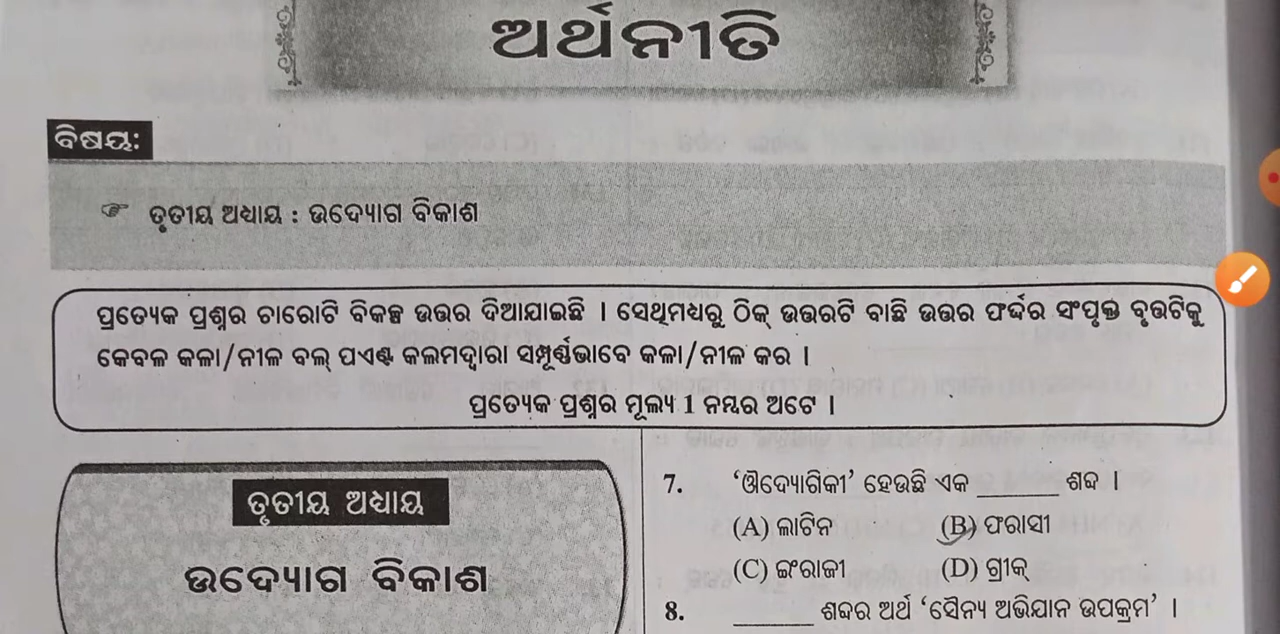 ଅର୍ଥନୀତି
ବିଷୟ:
☞ ତୃତୀୟ ଅଧ୍ୟାୟ : ଉଦ୍ୟୋଗ ବିକାଶ
ପ୍ରତ୍ୟେକ ପ୍ରଶ୍ନର ଚାରୋଟି ବିକଳ୍ପ ଉତ୍ତର ଦିଆଯାଇଛି । ସେଥିମଧ୍ୟରୁ ଠିକ୍ ଉତ୍ତରଟି ବାଛି ଉତ୍ତର ଫର୍ଦ୍ଦର ସଂପୃକ୍ତ ବୃତ୍ତଟିକୁ
କେବଳ କଳା/ନୀଳ ବଲ୍ ପଏଣ୍ଟ କଲମଦ୍ୱାରା ସମ୍ପୂର୍ଣ୍ଣଭାବେ କଳା/ନୀଳ କର ।
ପ୍ରତ୍ୟେକ ପ୍ରଶ୍ନର ମୂଲ୍ୟ 1 ନମ୍ବର ଅଟେ ।
ତୃତୀୟ ଅଧ୍ୟାୟ
ଉଦ୍ୟୋଗ ବିକାଶ
7. ‘ଔଦ୍ୟୋଗିକୀ’ ହେଉଛି ଏକ ______ ଶବ୍ଦ ।
(A) ଲାଟିନ (B) ଫରାସୀ
(C) ଇଂରାଜୀ (D) ଗ୍ରୀକ୍
8. ______ ଶବ୍ଦର ଅର୍ଥ ‘ସୈନ୍ୟ ଅଭିଯାନ ଉପକ୍ରମ’ ।